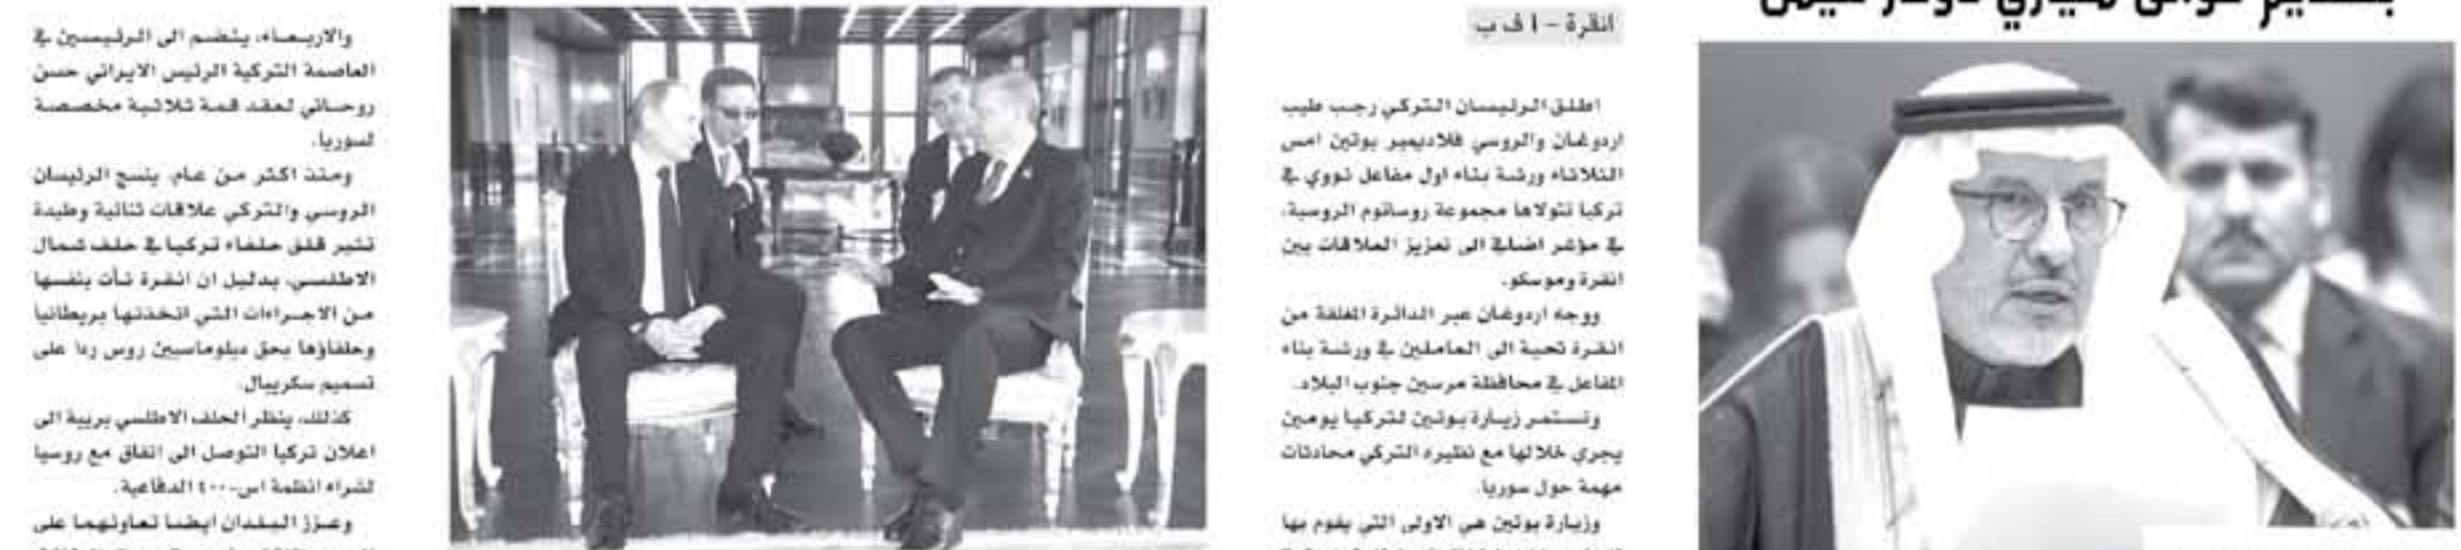 حوالى ملياري دولار لليمن
انقرة - ا ف ب
اطلق الرئيسان التركي رجب طيب
اردوغان والروسي فلاديمير بوتين امس
الثلاثاء ورشة بناء اول مفاعل نووي في
تركيا تتولاها مجموعة روساتوم الروسية،
في مؤشر اضافي الى تعزيز العلاقات بين
انقرة وموسكو.
ووجه اردوغان عبر الدائرة المغلقة من
انقرة تحية الى العاملين في ورشة بناء
المفاعل في محافظة مرسين جنوب البلاد.
وتستمر زيارة بوتين لتركيا يومين
يجري خلالها مع نظيره التركي محادثات
مهمة حول سوريا.
وزيارة بوتين هي الاولى التي يقوم بها
والاربعاء، ينضم الى الرئيسين في
العاصمة التركية الرئيس الايراني حسن
روحاني لعقد قمة ثلاثية مخصصة
لسوريا.
ومنذ اكثر من عام، ينسج الرئيسان
الروسي والتركي علاقات ثنائية وطيدة
تثير قلق حلفاء تركيا في حلف شمال
الاطلسي، بدليل ان انقرة نأت بنفسها
من الاجراءات التي اتخذتها بريطانيا
وحلفاؤها بحق دبلوماسيين روس ردا على
تسميم سكريبال.
كذلك، ينظر الحلف الاطلسي بريبة الى
اعلان تركيا التوصل الى اتفاق مع روسيا
لشراء انظمة اس-٤٠٠ الدفاعية.
وعزز البلدان ايضا تعاونهما على